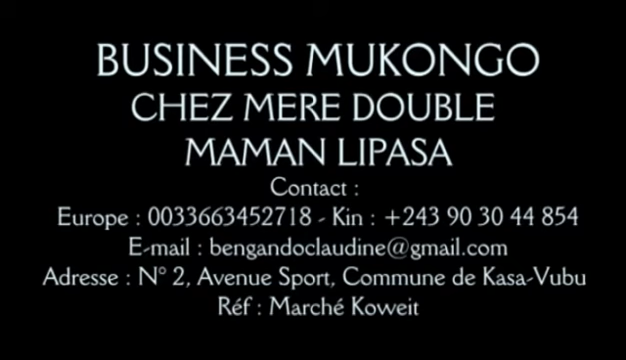 BUSINESS MUKONGO
CHEZ MERE DOUBLE
MAMAN LIPASA
Contact :
Europe : 0033663452718 - Kin : +243 90 30 44 854
E-mail : bengandoclaudine@gmail.com
Adresse : N° 2, Avenue Sport, Commune de Kasa-Vubu
Réf : Marché Koweit